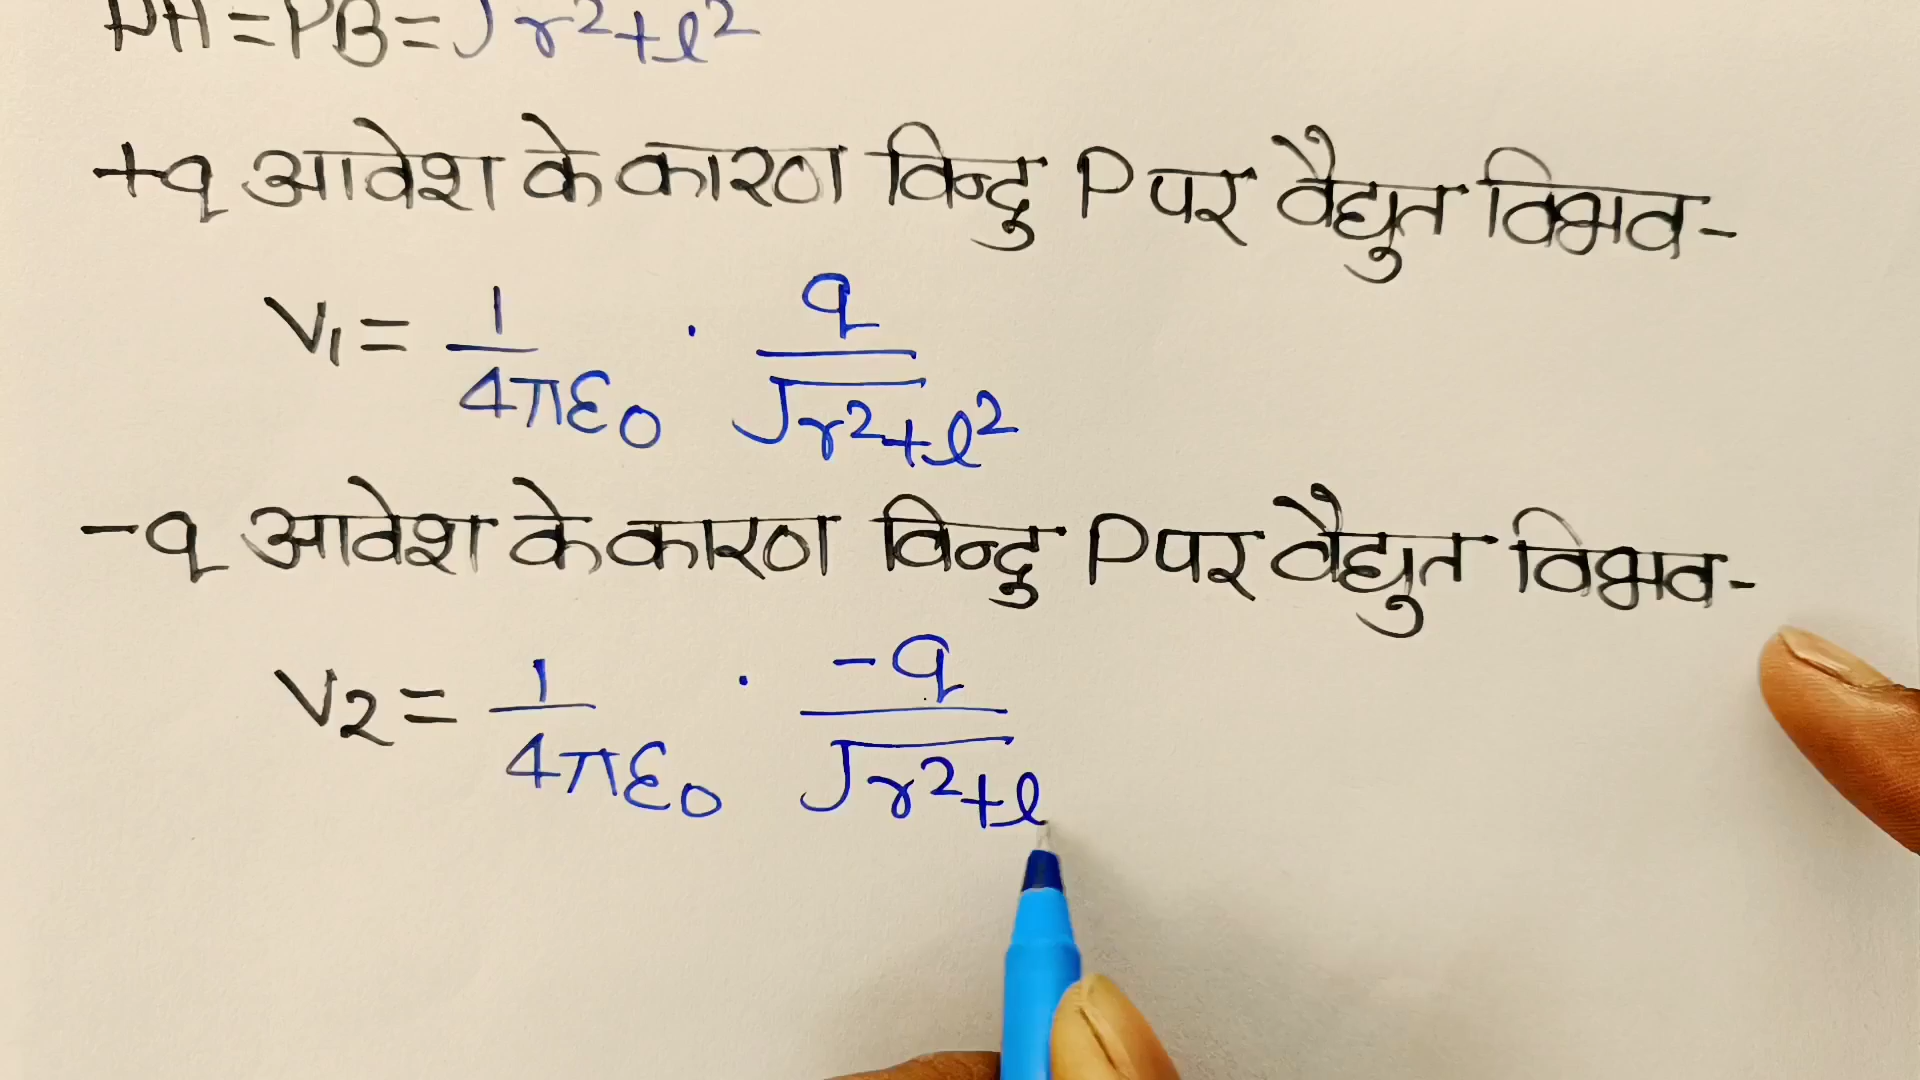 PA=PB=√r²+l²
+q आवेश के कारण विन्दु P पर वैद्युत विभव-
V₁ = 1/4πε₀ · q/√r²+l²
-q आवेश के कारण विन्दु P पर वैद्युत विभव-
V₂ = 1/4πε₀ · -q/√r²+l